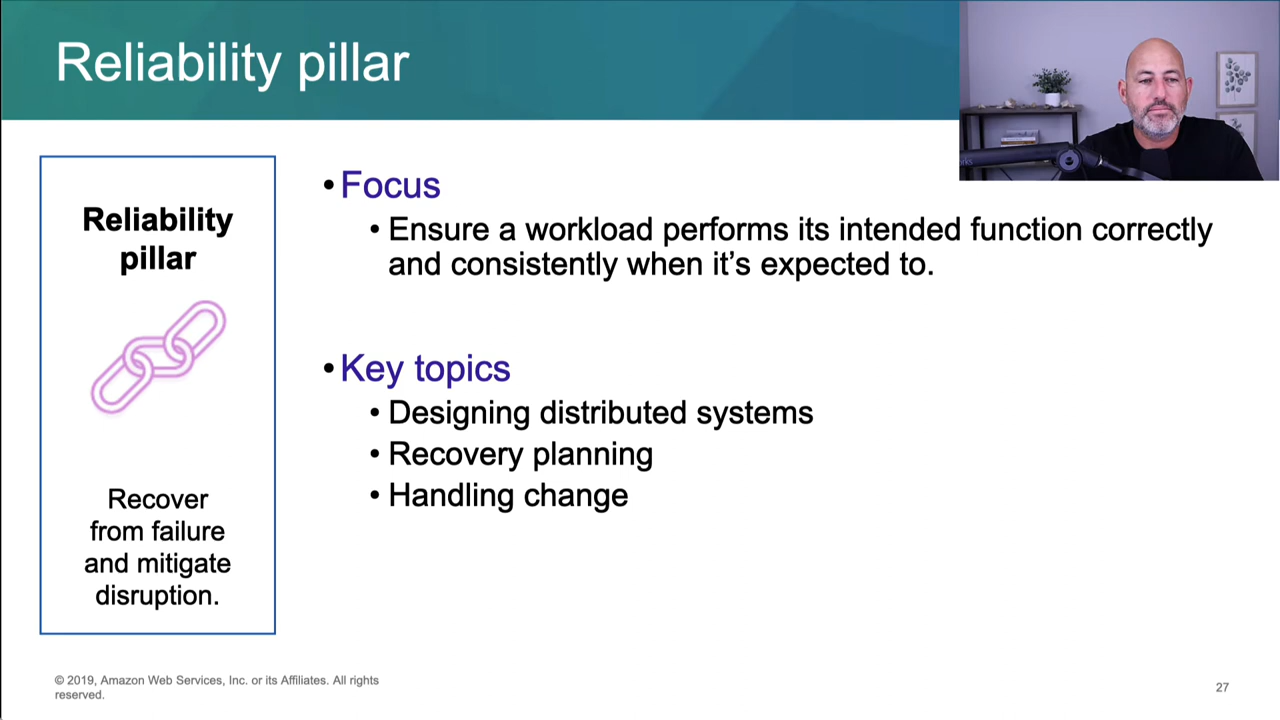 Reliability pillar
Reliability
pillar
Recover
from failure
and mitigate
disruption.
• Focus
• Ensure a workload performs its intended function correctly
and consistently when it’s expected to.
• Key topics
• Designing distributed systems
• Recovery planning
• Handling change
© 2019, Amazon Web Services, Inc. or its Affiliates. All rights
reserved.
27